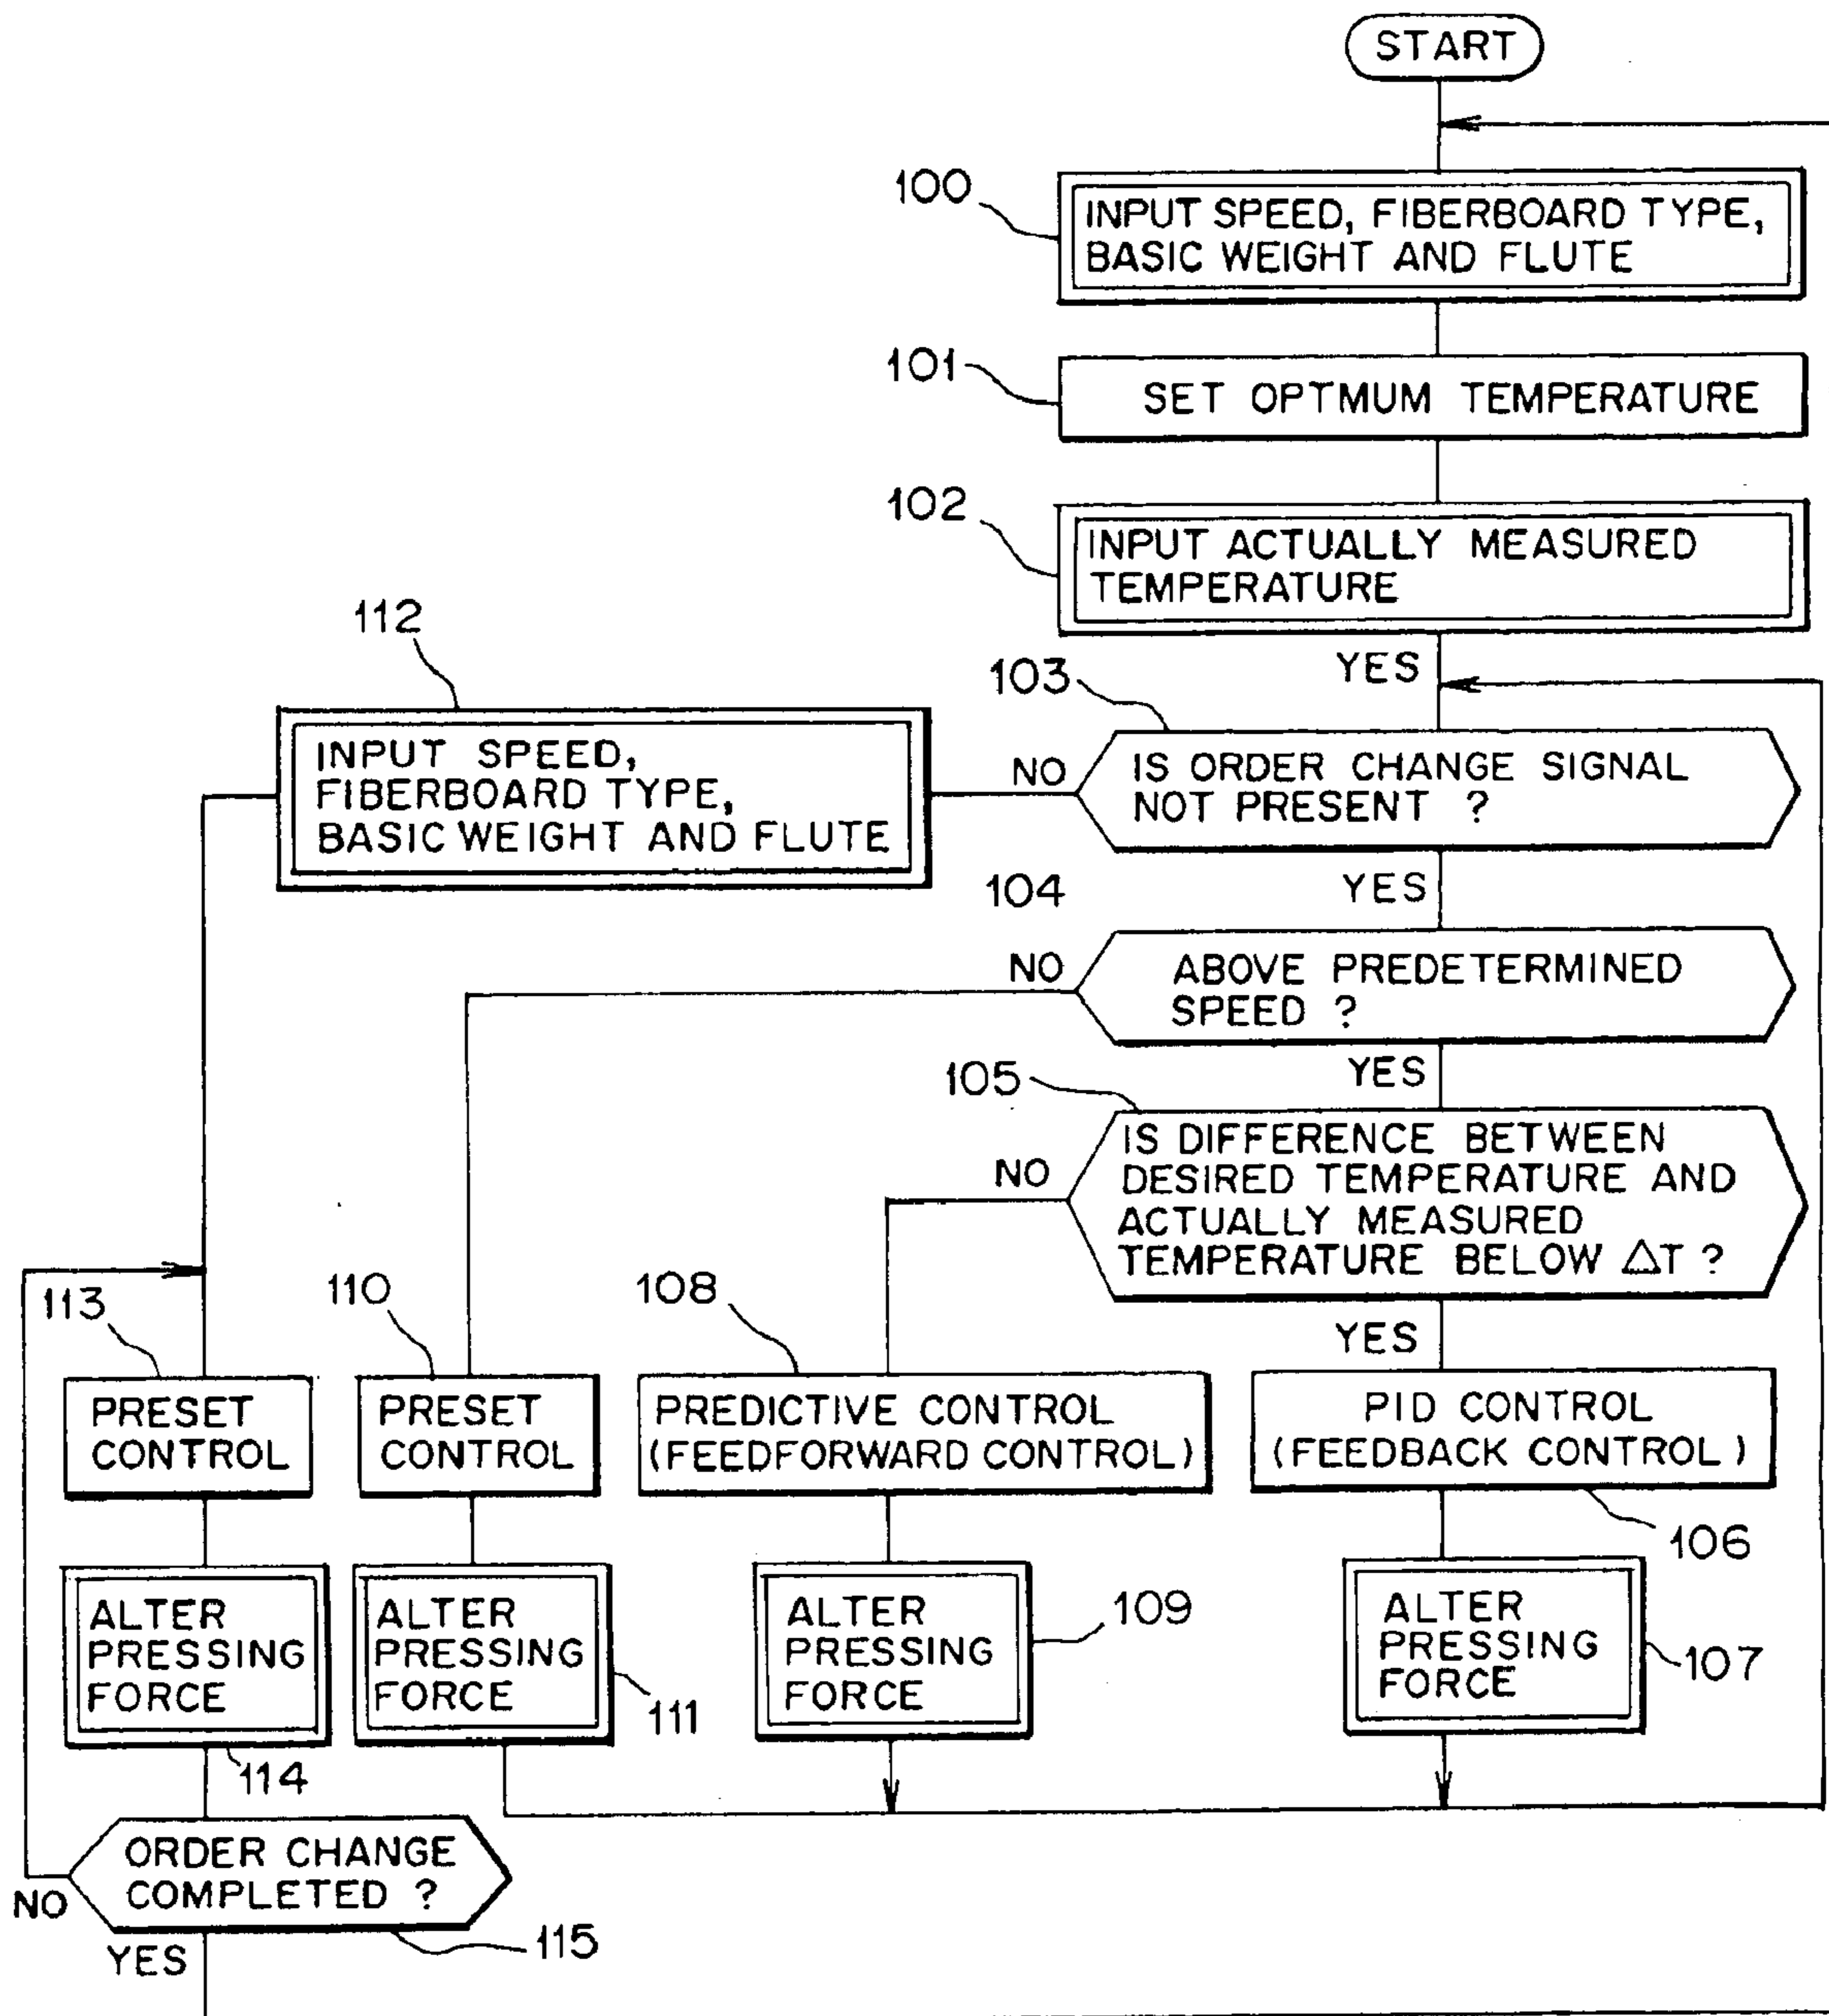 START
100
INPUT SPEED, FIBERBOARD TYPE,
BASIC WEIGHT AND FLUTE
101
SET OPTMUM TEMPERATURE
102
INPUT ACTUALLY MEASURED
TEMPERATURE
YES
112
INPUT SPEED,
FIBERBOARD TYPE,
BASIC WEIGHT AND FLUTE
103
NO
IS ORDER CHANGE SIGNAL
NOT PRESENT ?
YES
104
NO
ABOVE PREDETERMINED
SPEED ?
YES
105
NO
IS DIFFERENCE BETWEEN
DESIRED TEMPERATURE AND
ACTUALLY MEASURED
TEMPERATURE BELOW △T ?
YES
113
PRESET
CONTROL
110
PRESET
CONTROL
108
PREDICTIVE CONTROL
(FEEDFORWARD CONTROL)
PID CONTROL
(FEEDBACK CONTROL)
106
ALTER
PRESSING
FORCE
114
ALTER
PRESSING
FORCE
111
ALTER
PRESSING
FORCE
109
ALTER
PRESSING
FORCE
107
ORDER CHANGE
COMPLETED ?
NO
YES
115